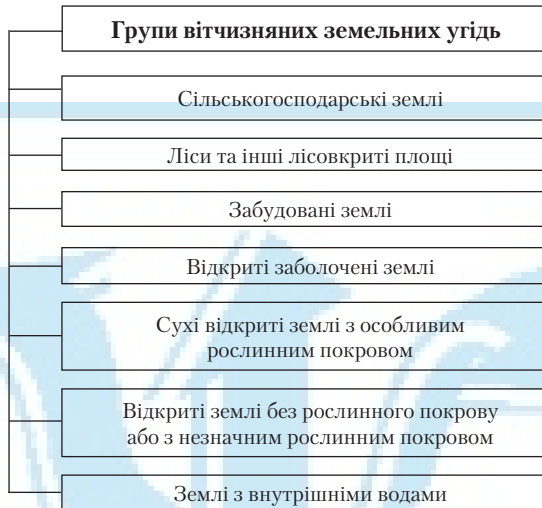 Групи вітчизняних земельних угідь
Сільськогосподарські землі
Ліси та інші лісовкриті площі
Забудовані землі
Відкриті заболочені землі
Сухі відкриті землі з особливим
рослинним покровом
Відкриті землі без рослинного покрову
або з незначним рослинним покровом
Землі з внутрішніми водами